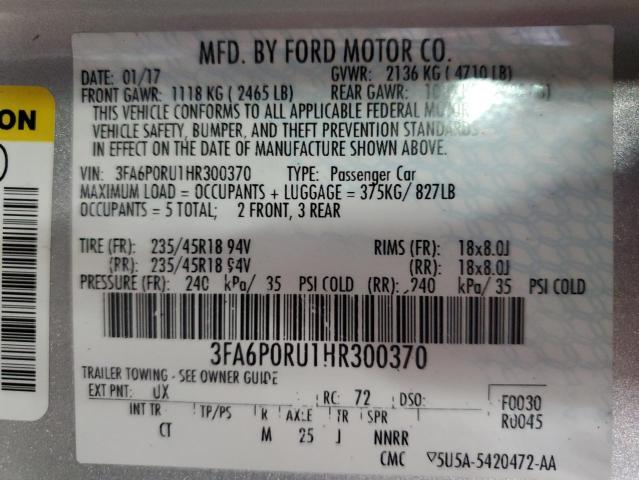 MFD. BY FORD MOTOR CO.
DATE: 01/17 GVWR: 2136 KG ( 4710 LB)
FRONT GAWR: 1118 KG ( 2465 LB) REAR GAWR:
THIS VEHICLE CONFORMS TO ALL APPLICABLE FEDERAL MOTOR
VEHICLE SAFETY, BUMPER, AND THEFT PREVENTION STANDARDS
IN EFFECT ON THE DATE OF MANUFACTURE SHOWN ABOVE.
ON
VIN: 3FA6P0RU1HR300370 TYPE: Passenger Car
MAXIMUM LOAD = OCCUPANTS + LUGGAGE = 375KG/ 827LB
OCCUPANTS = 5 TOTAL; 2 FRONT, 3 REAR
TIRE (FR): 235/45R18 94V RIMS (FR): 18x8.0J
(RR): 235/45R18 94V (RR): 18x8.0J
PRESSURE (FR): 240 kPa/ 35 PSI COLD (RR): 240 kPa/ 35 PSI COLD
3FA6P0RU1HR300370
TRAILER TOWING - SEE OWNER GUIDE
EXT PNT: UX RC: 72 DSO: F0030
INT TR TP/PS R AXLE TR SPR R0045
CT M 25 J NNRR
CMC ▽5U5A-5420472-AA